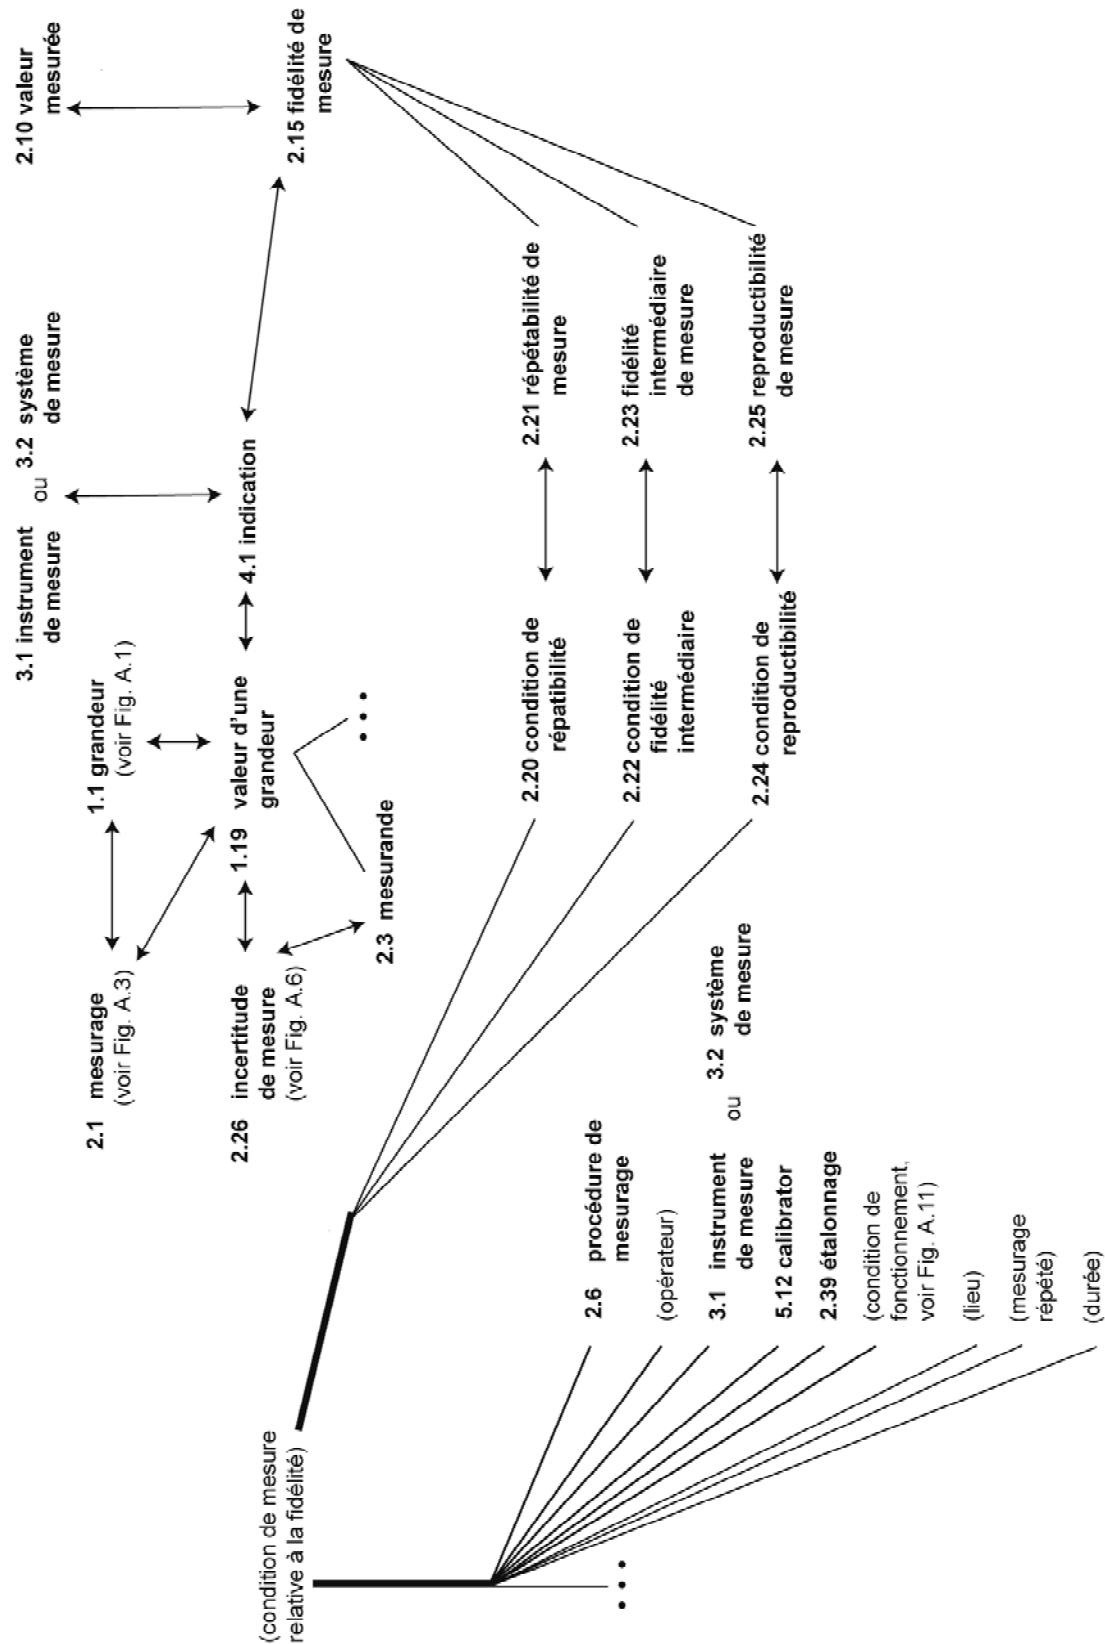 3.1 instrument
de mesure
ou
3.2 système
de mesure
2.10 valeur
mesurée
2.1 mesurage
(voir Fig. A.3)
1.1 grandeur
(voir Fig. A.1)
2.26 incertitude
de mesure
(voir Fig. A.6)
1.19 valeur d'une
grandeur
4.1 indication
2.15 fidélité de
mesure
(condition de mesure
relative à la fidélité)
2.3 mesurande
• • •
2.20 condition de
répatibilité
2.21 répétabilité de
mesure
2.22 condition de
fidélité
intermédiaire
2.23 fidélité
intermédiaire
de mesure
2.24 condition de
reproductibilité
2.25 reproductibilité
de mesure
• • •
2.6 procédure de
mesurage
(opérateur)
3.1 instrument
de mesure
ou
3.2 système
de mesure
5.12 calibrator
2.39 étalonnage
(condition de
fonctionnement,
voir Fig. A.11)
(lieu)
(mesurage
répété)
(durée)